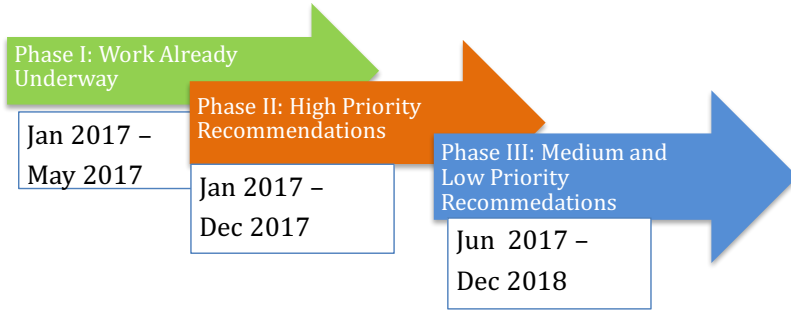 Phase I: Work Already
Underway
Jan 2017 –
May 2017
Phase II: High Priority
Recommendations
Jan 2017 –
Dec 2017
Phase III: Medium and
Low Priority
Recommedations
Jun 2017 –
Dec 2018